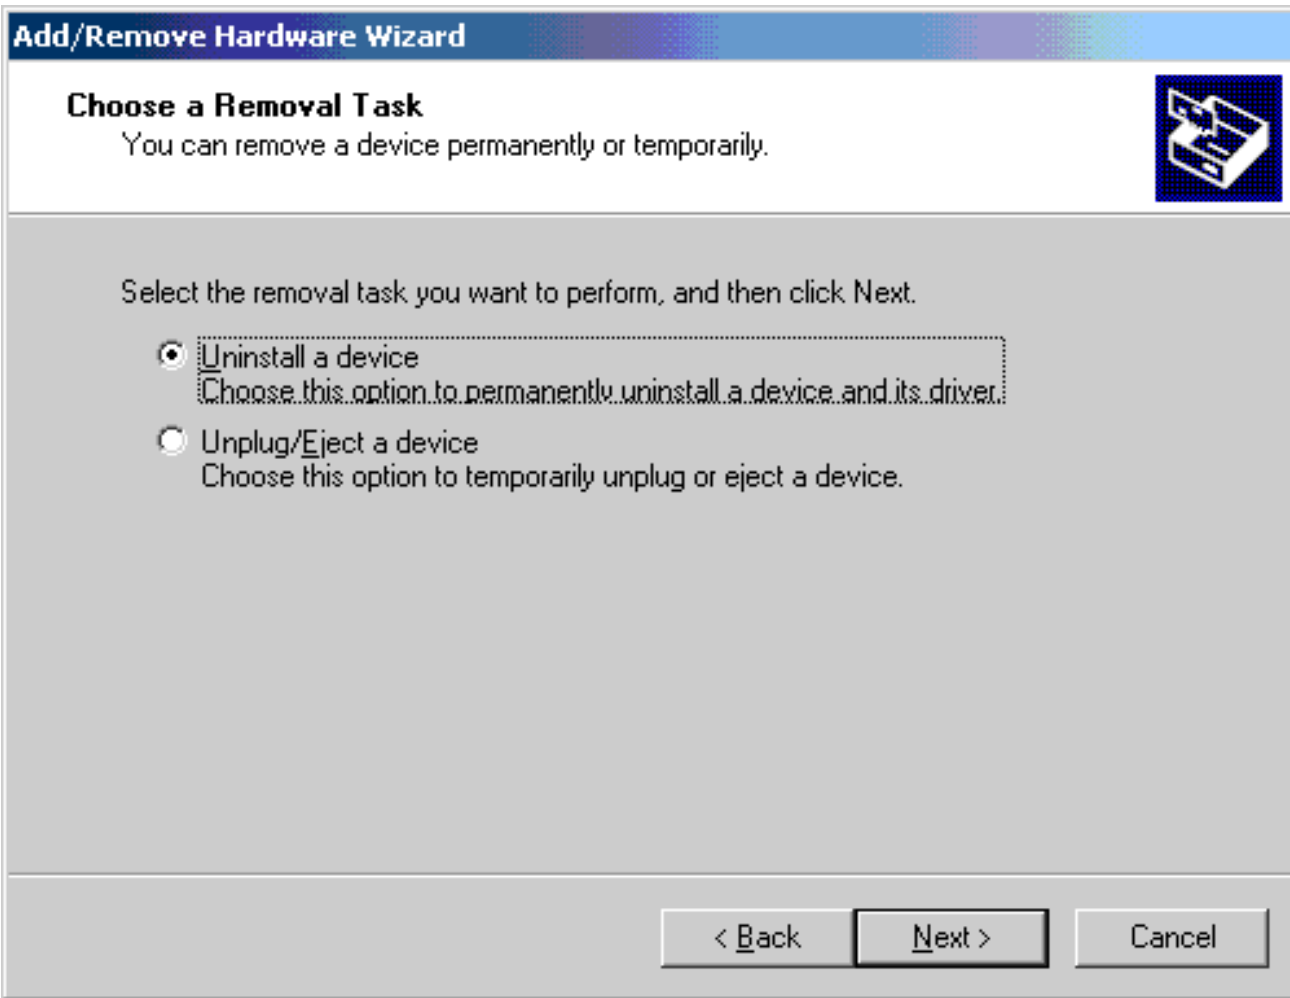 Add/Remove Hardware Wizard
Choose a Removal Task
You can remove a device permanently or temporarily.
Select the removal task you want to perform, and then click Next.
Uninstall a device
Choose this option to permanently uninstall a device and its driver.
Unplug/Eject a device
Choose this option to temporarily unplug or eject a device.
< Back Next > Cancel